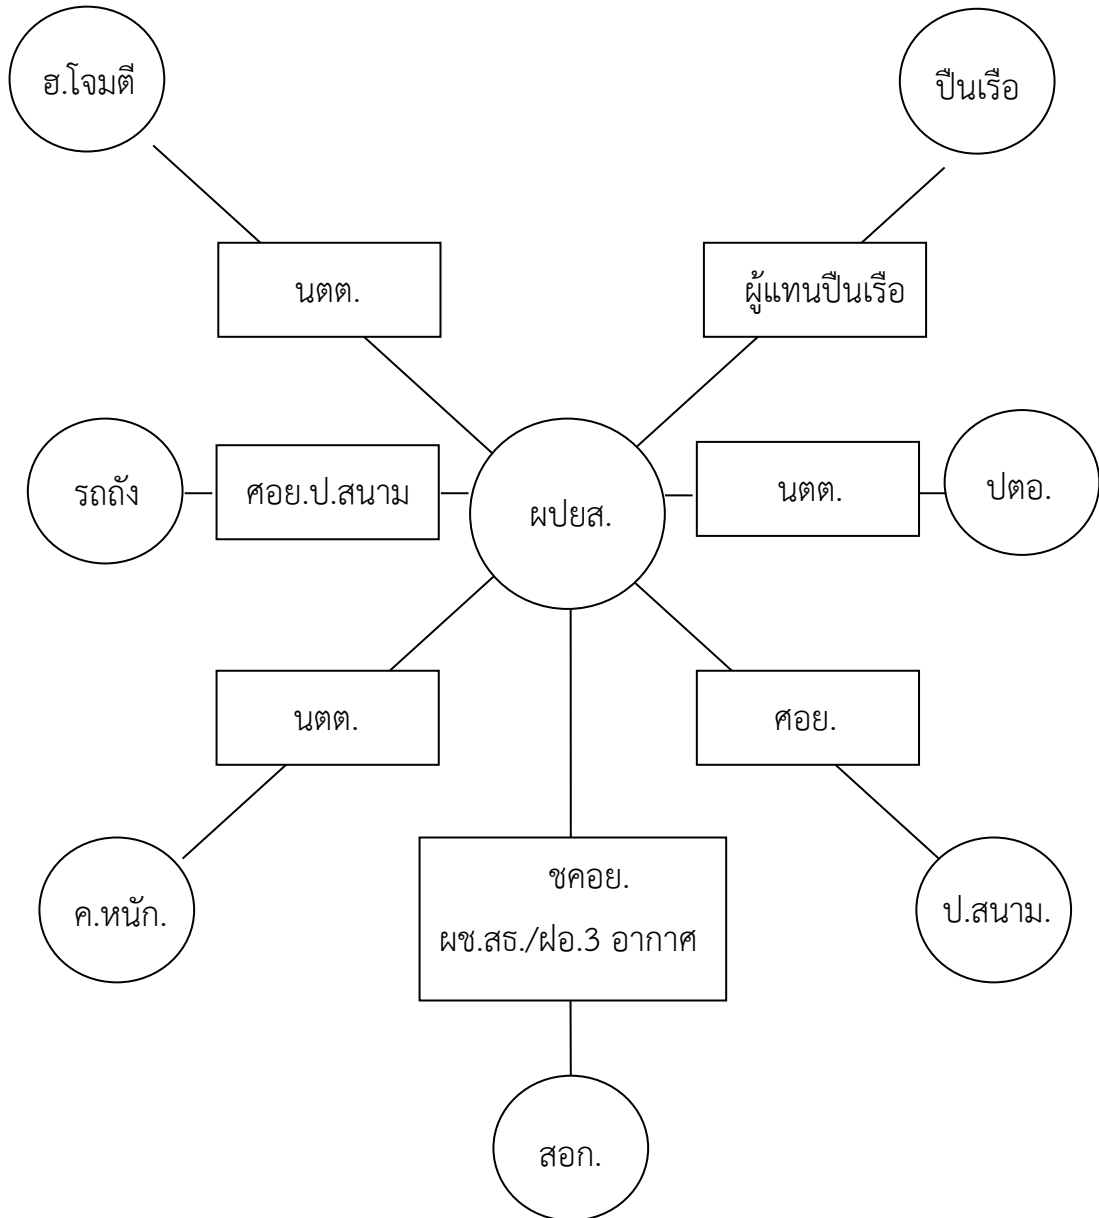 ฮ.โจมตี
ปืนเรือ
นตต.
ผู้แทนปืนเรือ
รถถัง
ศอย.ป.สนาม
ผปยส.
นตต.
ปตอ.
นตต.
ศอย.
ค.หนัก.
ชคอย.
ผช.สธ./ฝอ.3 อากาศ
ป.สนาม.
สอก.